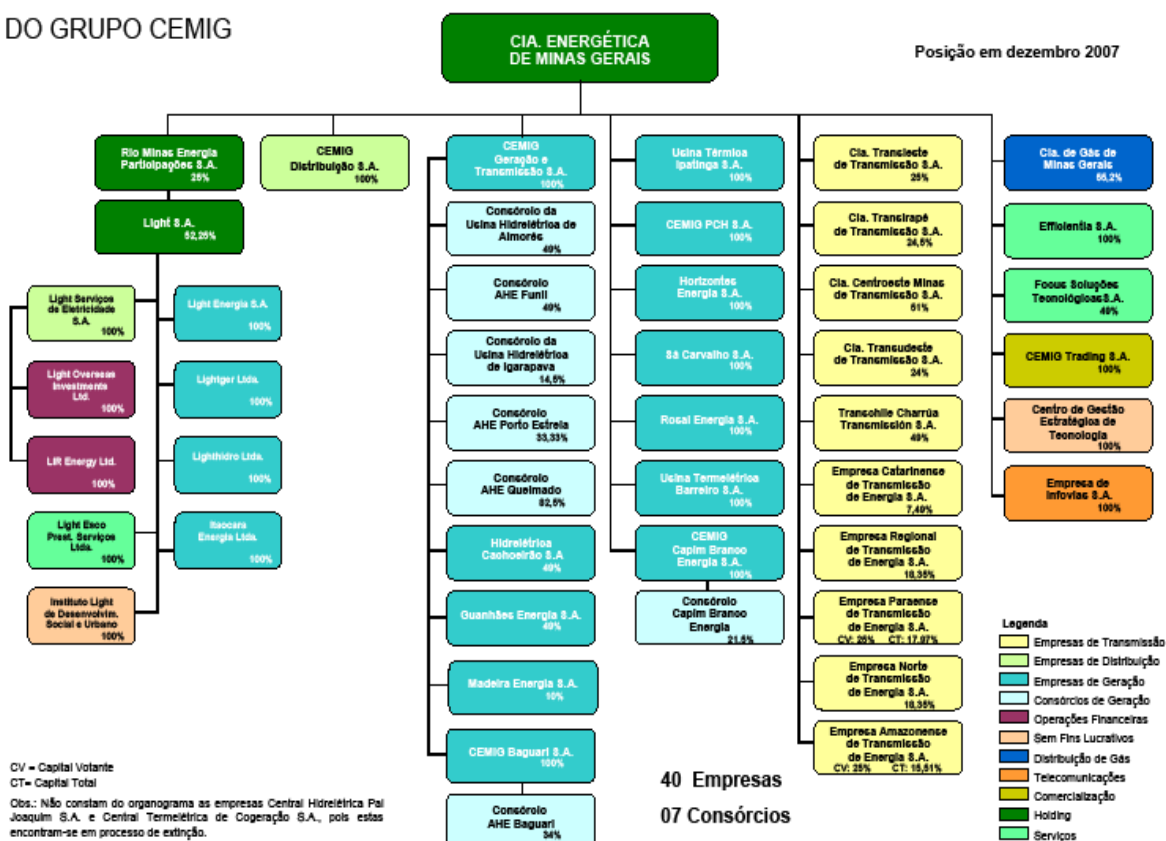 DO GRUPO CEMIG
CIA. ENERGÉTICA
DE MINAS GERAIS
Posição em dezembro 2007
Rio Minas Energia
Participações S.A.
25%
Light S.A.
52,25%
Light Serviços
de Eletricidade
S.A.
100%
Light Overseas
Investments
Ltd.
100%
LIR Energy Ltd.
100%
Light Esco
Prest. Serviços
Ltda.
100%
Instituto Light
de Desenvolvim.
Social e Urbano
100%
Light Energia S.A.
100%
Lightger Ltda.
100%
Lighthidro Ltda.
100%
Itaocara
Energia Ltda.
100%
CEMIG
Distribuição S.A.
100%
CEMIG
Geração e
Transmissão S.A.
100%
Consórcio da
Usina Hidrelétrica de
Aimorés
49%
Consórcio
AHE Funil
49%
Consórcio da
Usina Hidrelétrica
de Igarapava
14,5%
Consórcio
AHE Porto Estrela
33,33%
Consórcio
AHE Queimado
82,5%
Hidrelétrica
Cachoeirão S.A
49%
Guanhães Energia S.A.
49%
Madeira Energia S.A.
10%
CEMIG Baguari S.A.
100%
Consórcio
AHE Baguari
34%
Usina Térmica
Ipatinga S.A.
100%
CEMIG PCH S.A.
100%
Horizontes
Energia S.A.
100%
Sá Carvalho S.A.
100%
Rosal Energia S.A.
100%
Usina Termelétrica
Barreiro S.A.
100%
CEMIG
Capim Branco
Energia S.A.
100%
Consórcio
Capim Branco
Energia
21,5%
Cia. Transleste
de Transmissão S.A.
25%
Cia. Transirapé
de Transmissão S.A.
24,5%
Cia. Centroeste Minas
de Transmissão S.A.
51%
Cia. Transudeste
de Transmissão S.A.
24%
Transchile Charrúa
Transmissión S.A.
49%
Empresa Catarinense
de Transmissão
de Energia S.A.
7,49%
Empresa Regional
de Transmissão
de Energia S.A.
18,35%
Empresa Paraense
de Transmissão
de Energia S.A.
CV: 25% CT: 17,97%
Empresa Norte
de Transmissão
de Energia S.A.
18,35%
Empresa Amazonense
de Transmissão
de Energia S.A.
CV: 25% CT: 15,51%
Cia. de Gás de
Minas Gerais
55,2%
Efficientia S.A.
100%
Focus Soluções
TecnológicasS.A.
49%
CEMIG Trading S.A.
100%
Centro de Gestão
Estratégica de
Tecnologia
100%
Empresa de
Infovias S.A.
100%
Legenda
Empresas de Transmissão
Empresas de Distribuição
Empresas de Geração
Consórcios de Geração
Operações Financeiras
Sem Fins Lucrativos
Distribuição de Gás
Telecomunicações
Comercialização
Holding
Serviços
40 Empresas
07 Consórcios
CV = Capital Votante
CT= Capital Total
Obs.: Não constam do organograma as empresas Central Hidrelétrica Pai
Joaquim S.A. e Central Termelétrica de Cogeração S.A., pois estas
encontram-se em processo de extinção.